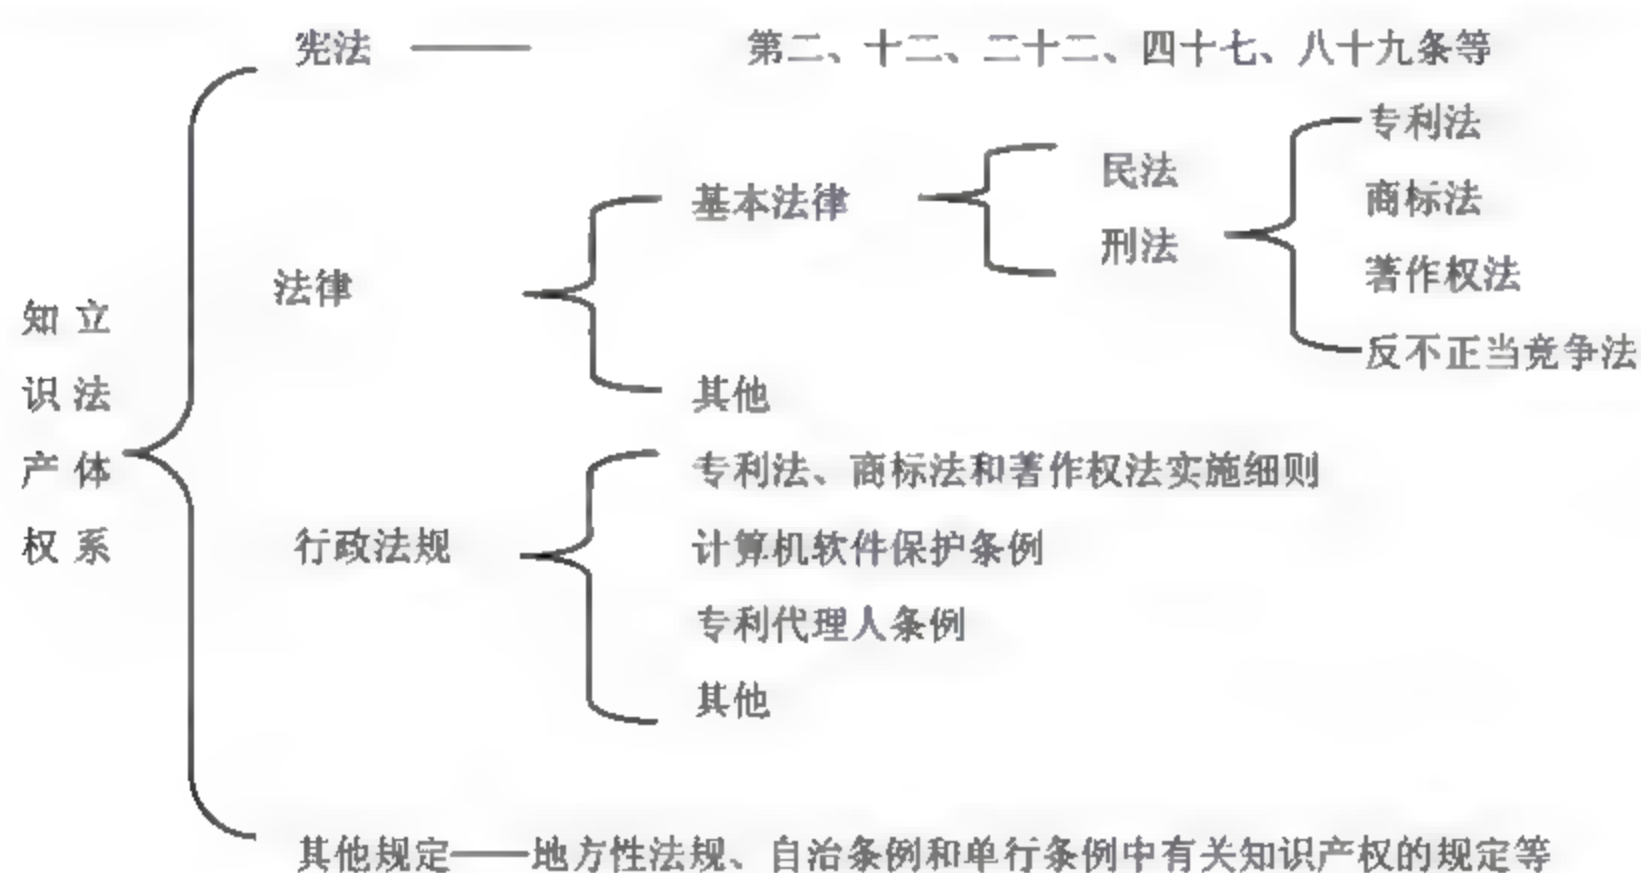 宪法
第二、十二、二十二、四十七、八十九条等
法律
基本法律
民法
刑法
专利法
商标法
著作权法
反不正当竞争法
其他
知 立
识 法
产 体
权 系
行政法规
专利法、商标法和著作权法实施细则
计算机软件保护条例
专利代理人条例
其他
其他规定——地方性法规、自治条例和单行条例中有关知识产权的规定等